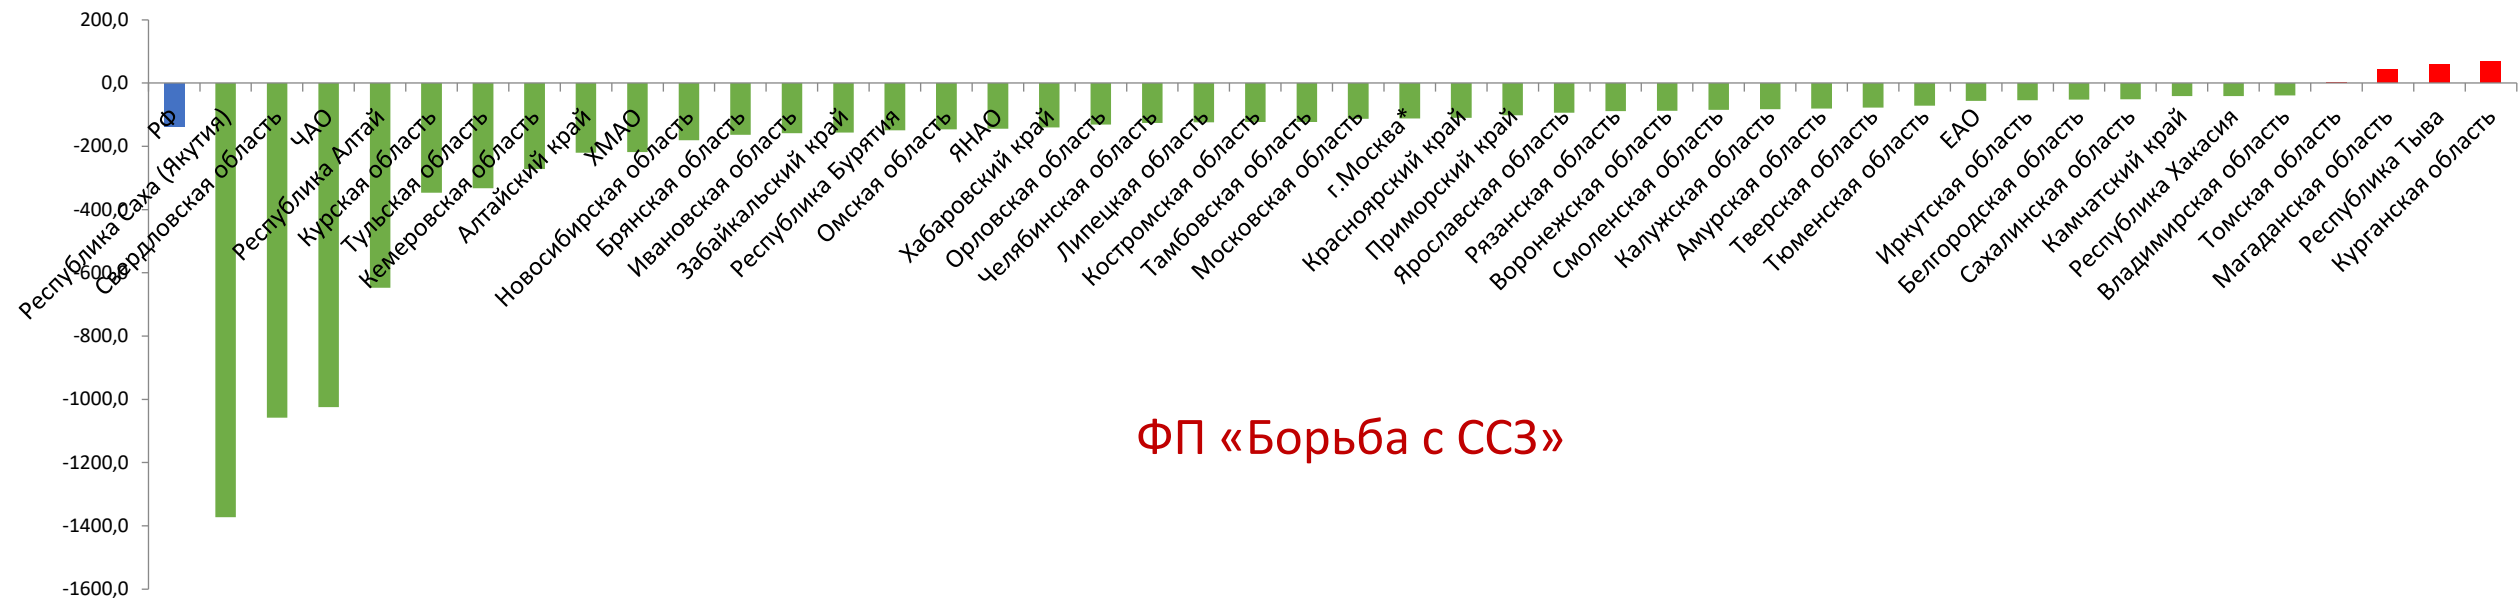 200,0
0,0
-200,0
-400,0
-600,0
-800,0
-1000,0
-1200,0
-1400,0
-1600,0
РФ
Республика Саха (Якутия)
Свердловская область
ЧАО
Республика Алтай
Курская область
Тульская область
Кемеровская область
Алтайский край
ХМАО
Новосибирская область
Брянская область
Ивановская область
Забайкальский край
Республика Бурятия
Омская область
ЯНАО
Хабаровский край
Орловская область
Челябинская область
Липецкая область
Костромская область
Тамбовская область
Московская область
г.Москва*
Красноярский край
Приморский край
Ярославская область
Рязанская область
Воронежская область
Смоленская область
Калужская область
Амурская область
Тверская область
Тюменская область
ЕАО
Иркутская область
Белгородская область
Сахалинская область
Камчатский край
Республика Хакасия
Владимирская область
Томская область
Магаданская область
Республика Тыва
Курганская область
ФП «Борьба с ССЗ»